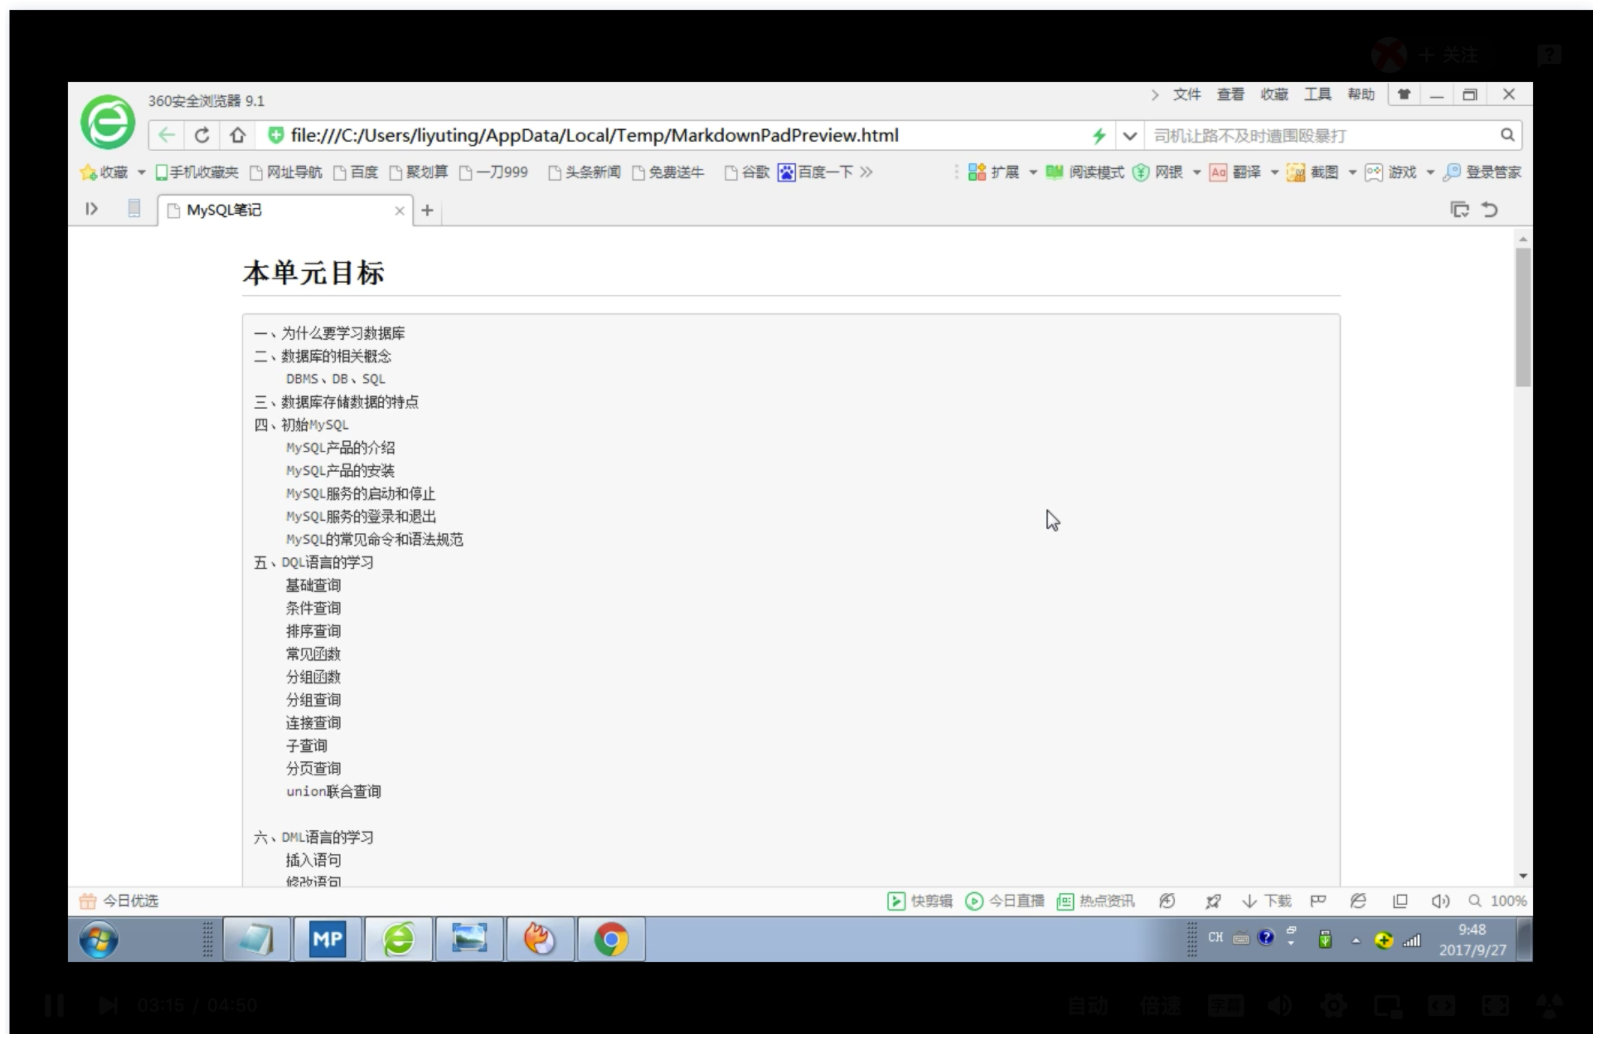 + 关注
360安全浏览器 9.1
文件 查看 收藏 工具 帮助
file:///C:/Users/liyuting/AppData/Local/Temp/MarkdownPadPreview.html
司机让路不及时遭围殴暴打
收藏 手机收藏夹 网址导航 百度 聚划算 一刀999 头条新闻 免费送牛 谷歌 百度一下 扩展 阅读模式 网银 翻译 截图 游戏 登录管家
MySQL笔记
本单元目标
一、为什么要学习数据库
二、数据库的相关概念
DBMS、DB、SQL
三、数据库存储数据的特点
四、初始MySQL
MySQL产品的介绍
MySQL产品的安装
MySQL服务的启动和停止
MySQL服务的登录和退出
MySQL的常见命令和语法规范
五、DQL语言的学习
基础查询
条件查询
排序查询
常见函数
分组函数
分组查询
连接查询
子查询
分页查询
union联合查询
六、DML语言的学习
插入语句
修改语句
今日优选 快剪辑 今日直播 热点资讯 下载 100%
MP
CH
9:48
2017/9/27
03:15 / 04:50 自动 倍速 字幕